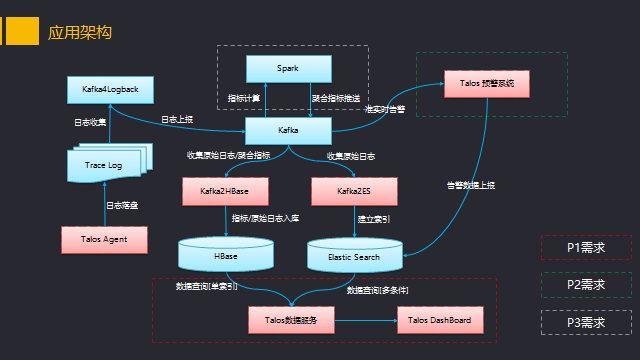 应用架构
Spark
Talos 预警系统
Kafka4Logback
指标计算
聚合指标推送
准实时告警
日志收集
日志上报
Kafka
收集原始日志/聚合指标
收集原始日志
Trace Log
Kafka2HBase
Kafka2ES
告警数据上报
日志落盘
指标/原始日志入库
建立索引
Talos Agent
HBase
Elastic Search
P1需求
数据查询[单索引]
数据查询[多条件]
P2需求
Talos数据服务
Talos DashBoard
P3需求